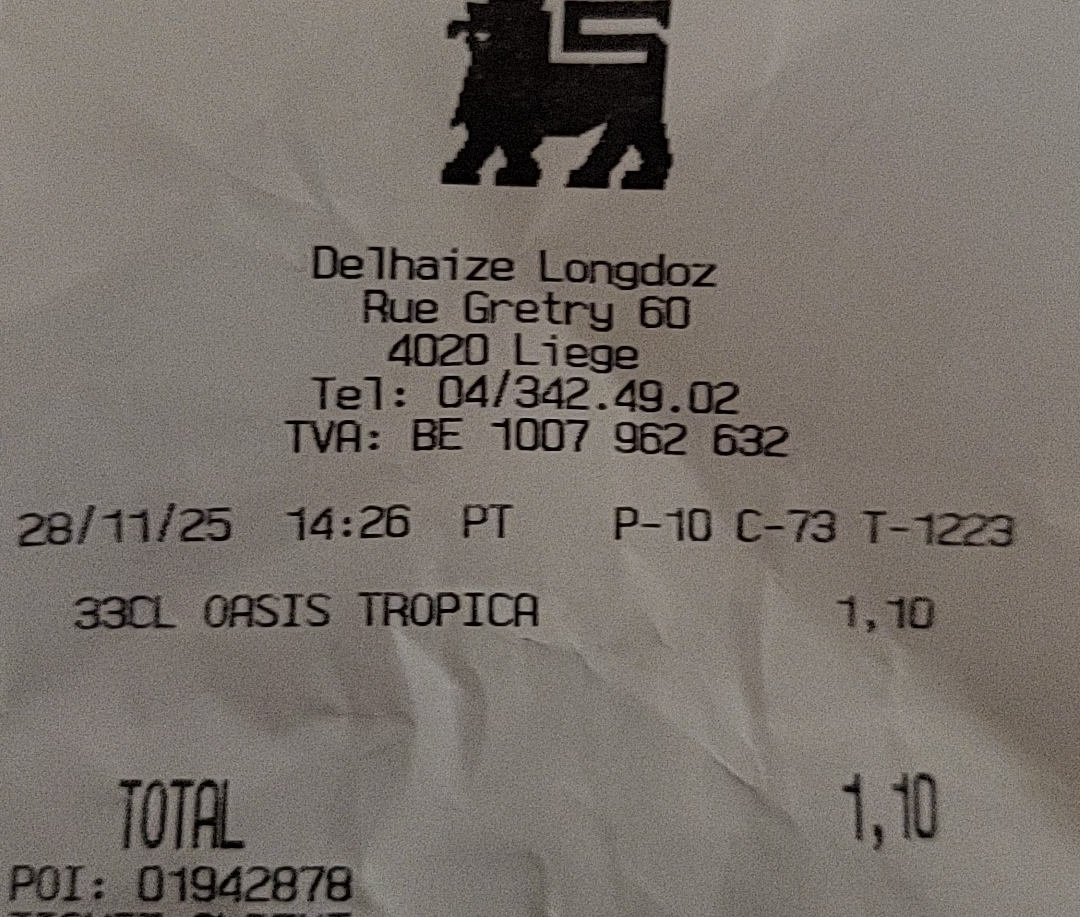 Delhaize Longdoz
Rue Gretry 60
4020 Liege
Tel: 04/342.49.02
TVA: BE 1007 962 632
28/11/25 14:26 PT P-10 C-73 T-1223
33CL OASIS TROPICA 1,10
TOTAL 1,10
POI: 01942878